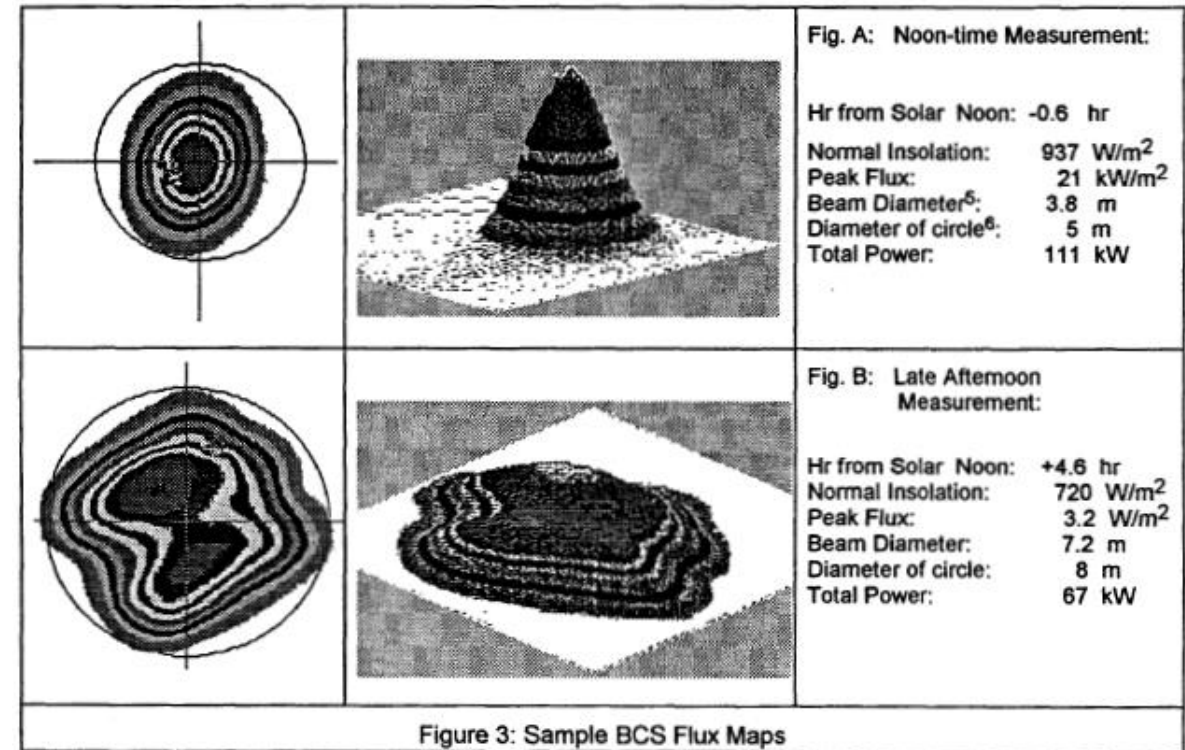 Fig. A: Noon-time Measurement:
Hr from Solar Noon: -0.6 hr
Normal Insolation: 937 W/m2
Peak Flux: 21 kW/m2
Beam Diameter5: 3.8 m
Diameter of circle6: 5 m
Total Power: 111 kW
Fig. B: Late Afternoon
Measurement:
Hr from Solar Noon: +4.6 hr
Normal Insolation: 720 W/m2
Peak Flux: 3.2 W/m2
Beam Diameter: 7.2 m
Diameter of circle: 8 m
Total Power: 67 kW
Figure 3: Sample BCS Flux Maps